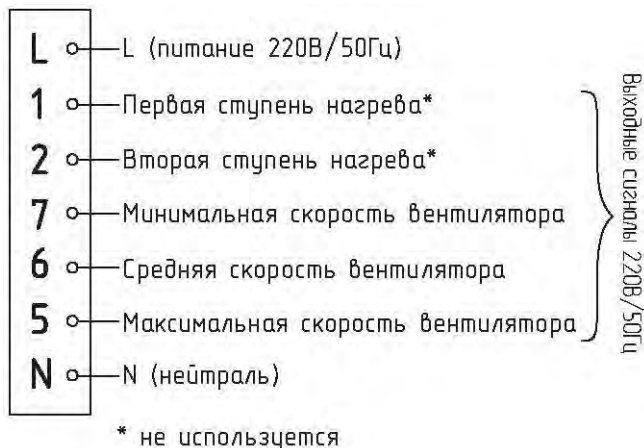 L L (питание 220В/50Гц)
1 Первая ступень нагрева*
2 Вторая ступень нагрева*
7 Минимальная скорость вентилятора
6 Средняя скорость вентилятора
5 Максимальная скорость вентилятора
N N (нейтраль)
Выходные сигналы 220В/50Гц
* не используется